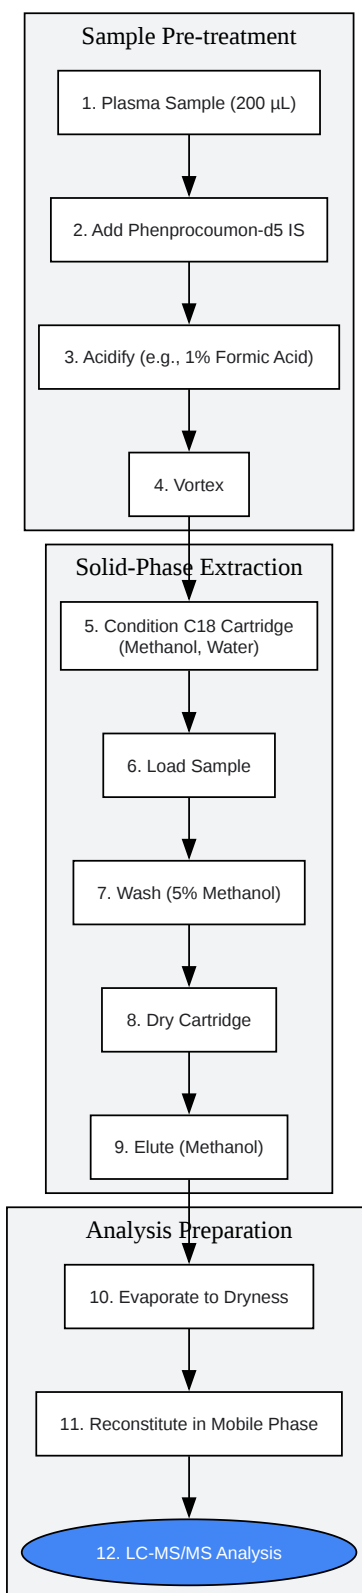 Sample Pre-treatment
1. Plasma Sample (200 µL)
2. Add Phenprocoumon-d5 IS
3. Acidify (e.g., 1% Formic Acid)
4. Vortex
Solid-Phase Extraction
5. Condition C18 Cartridge
(Methanol, Water)
6. Load Sample
7. Wash (5% Methanol)
8. Dry Cartridge
9. Elute (Methanol)
Analysis Preparation
10. Evaporate to Dryness
11. Reconstitute in Mobile Phase
12. LC-MS/MS Analysis